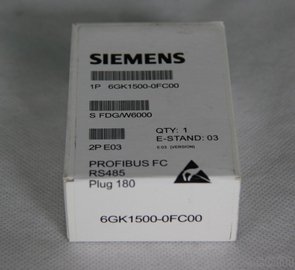 SIEMENS
1P 6GK1500-0FC00
S FDG/W6000
QTY: 1
E-STAND: 03
2P E03
E:03 (VERSION)
PROFIBUS FC
RS485
Plug 180
6GK1500-0FC00